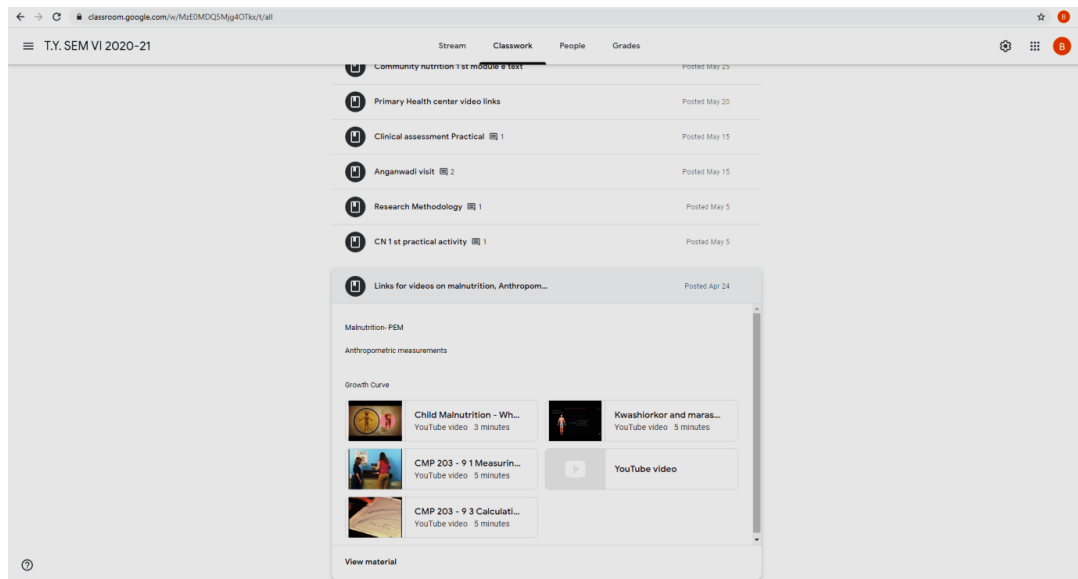 classroom.google.com/w/MzE0MDQ5Mjg4OTkx/t/all
B
T.Y. SEM VI 2020-21
Stream Classwork People Grades
B
Community nutrition 1 st module e text Posted May 25
Primary Health center video links Posted May 20
Clinical assessment Practical 1 Posted May 15
Anganwadi visit 2 Posted May 15
Research Methodology 1 Posted May 5
CN 1 st practical activity 1 Posted May 5
Links for videos on malnutrition, Anthropom... Posted Apr 24
Malnutrition- PEM
Anthropometric measurements
Growth Curve
Child Malnutrition - Wh...
YouTube video 3 minutes
Kwashiorkor and maras...
YouTube video 5 minutes
CMP 203 - 9 1 Measurin...
YouTube video 5 minutes
YouTube video
CMP 203 - 9 3 Calculati...
YouTube video 5 minutes
View material